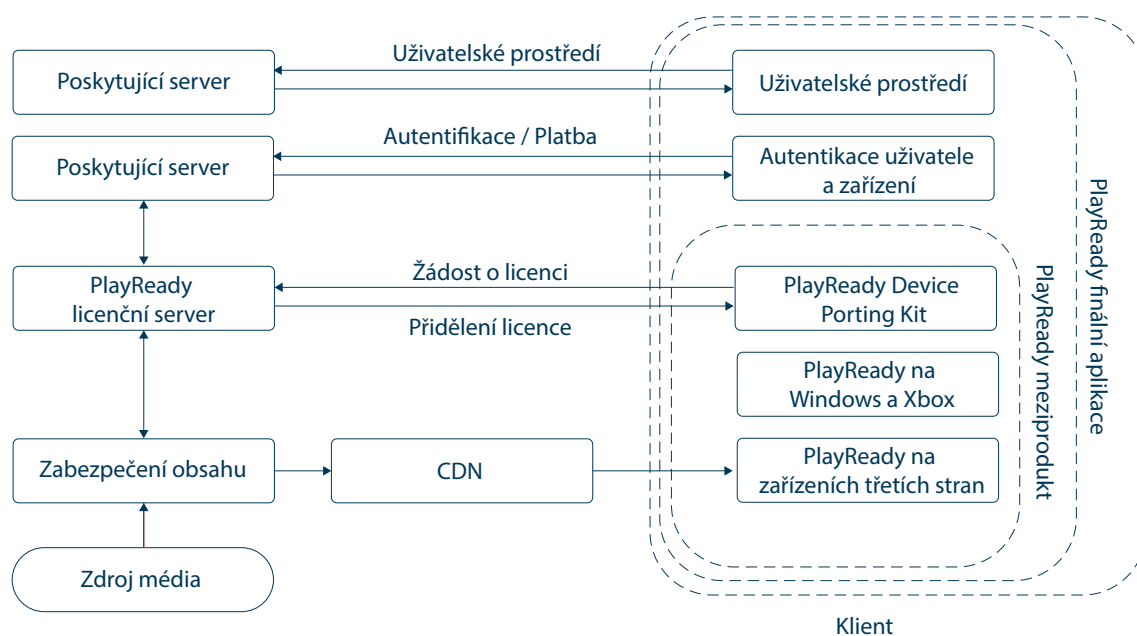 Uživatelské prostředí
Poskytující server
Uživatelské prostředí
Autentifikace / Platba
Poskytující server
Autentikace uživatele
a zařízení
PlayReady
licenční server
Žádost o licenci
Přidělení licence
PlayReady Device
Porting Kit
PlayReady na
Windows a Xbox
Zabezpečení obsahu
CDN
PlayReady na
zařízeních třetích stran
Zdroj média
PlayReady meziprodukt
PlayReady finální aplikace
Klient